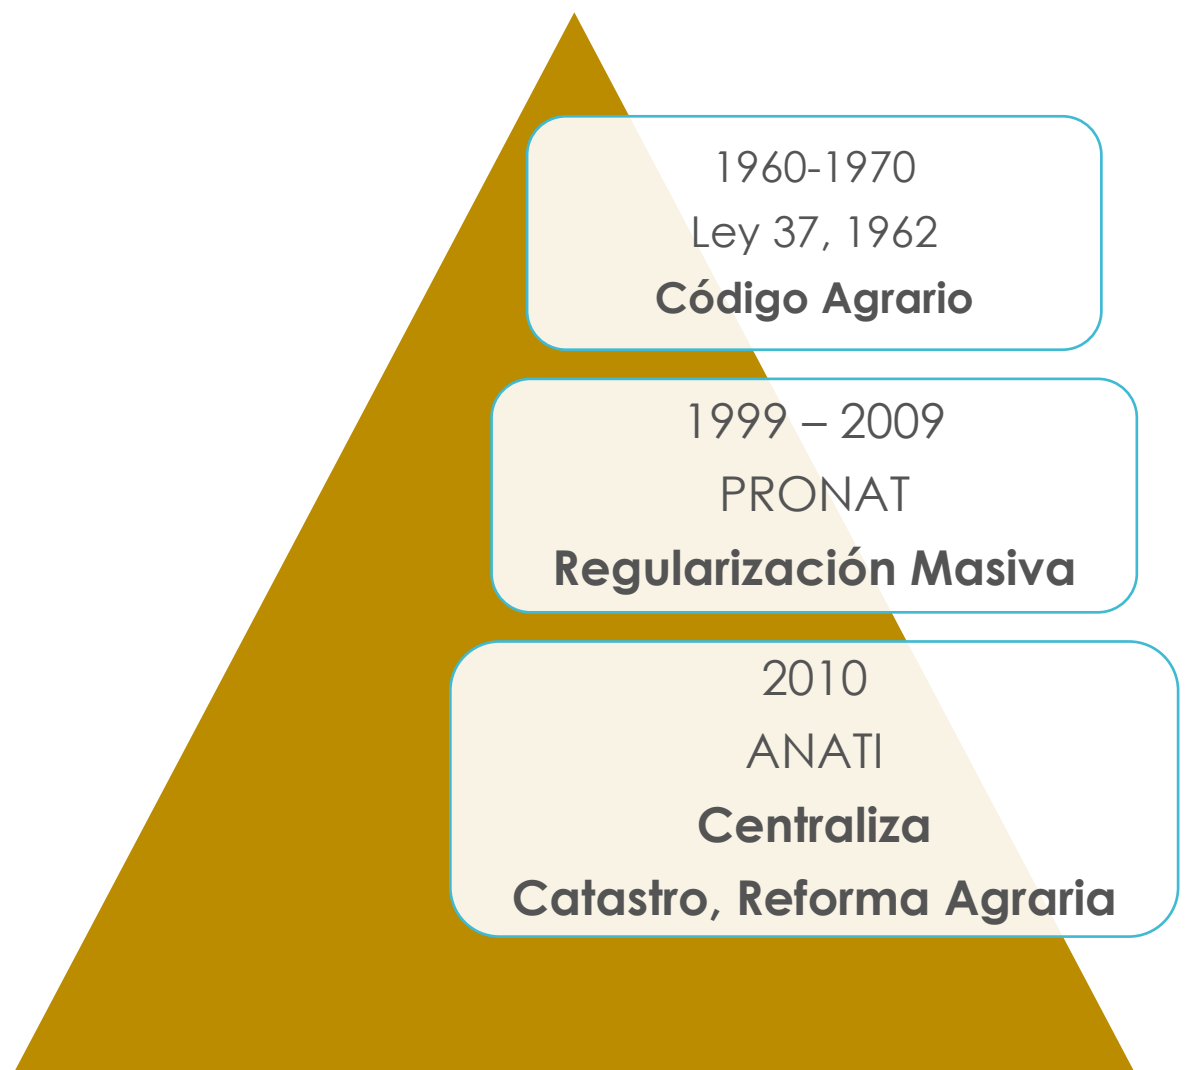 1960-1970
Ley 37, 1962
Código Agrario
1999 – 2009
PRONAT
Regularización Masiva
2010
ANATI
Centraliza
Catastro, Reforma Agraria